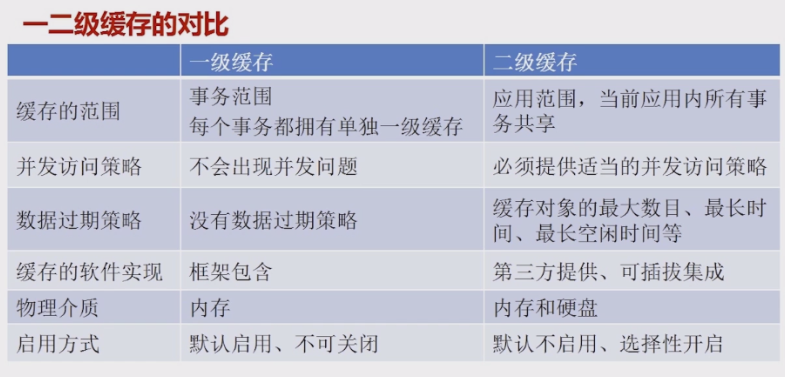 一二级缓存的对比
一级缓存 二级缓存
缓存的范围 事务范围
每个事务都拥有单独一级缓存 应用范围，当前应用内所有事
务共享
并发访问策略 不会出现并发问题 必须提供适当的并发访问策略
数据过期策略 没有数据过期策略 缓存对象的最大数目、最长时
间、最长空闲时间等
缓存的软件实现 框架包含 第三方提供、可插拔集成
物理介质 内存 内存和硬盘
启用方式 默认启用、不可关闭 默认不启用、选择性开启